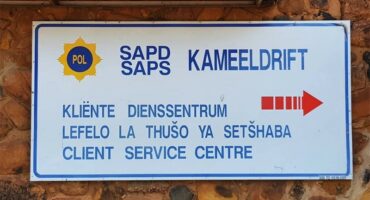 POL
SAPD
SAPS
KAMEELDRIFT
KLIËNTE DIENSSENTRUM
LEFELO LA THUŠO YA SETŠHABA
CLIENT SERVICE CENTRE